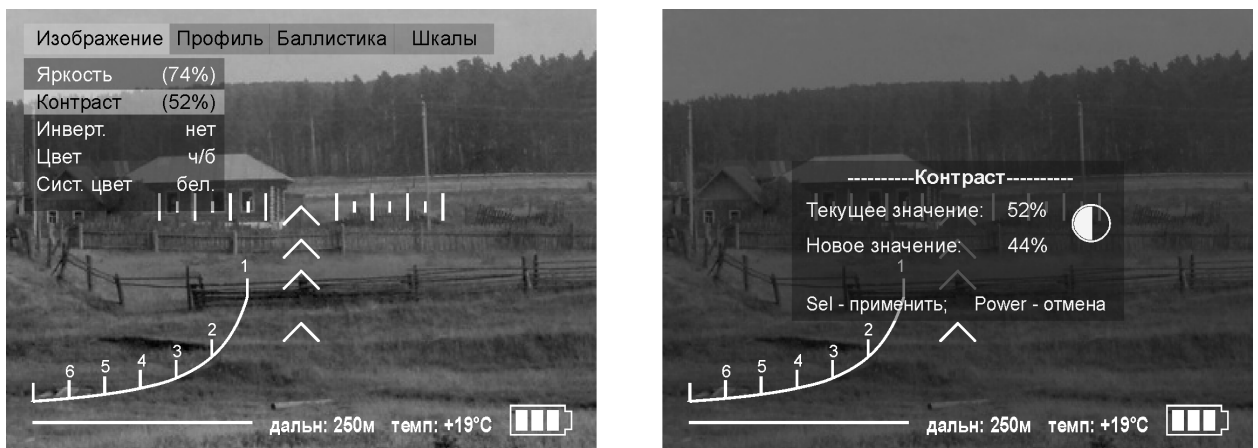 Изображение Профиль Баллистика Шкалы
Яркость (74%)
Контраст (52%)
Инверт. нет
Цвет ч/б
Сист. цвет бел.
1
2
3
4
5
6
дальн: 250м темп: +19°C
----------Контраст----------
Текущее значение: 52%
Новое значение: 44%
1
Sel - применить; Power - отмена
2
3
4
5
6
дальн: 250м темп: +19°C